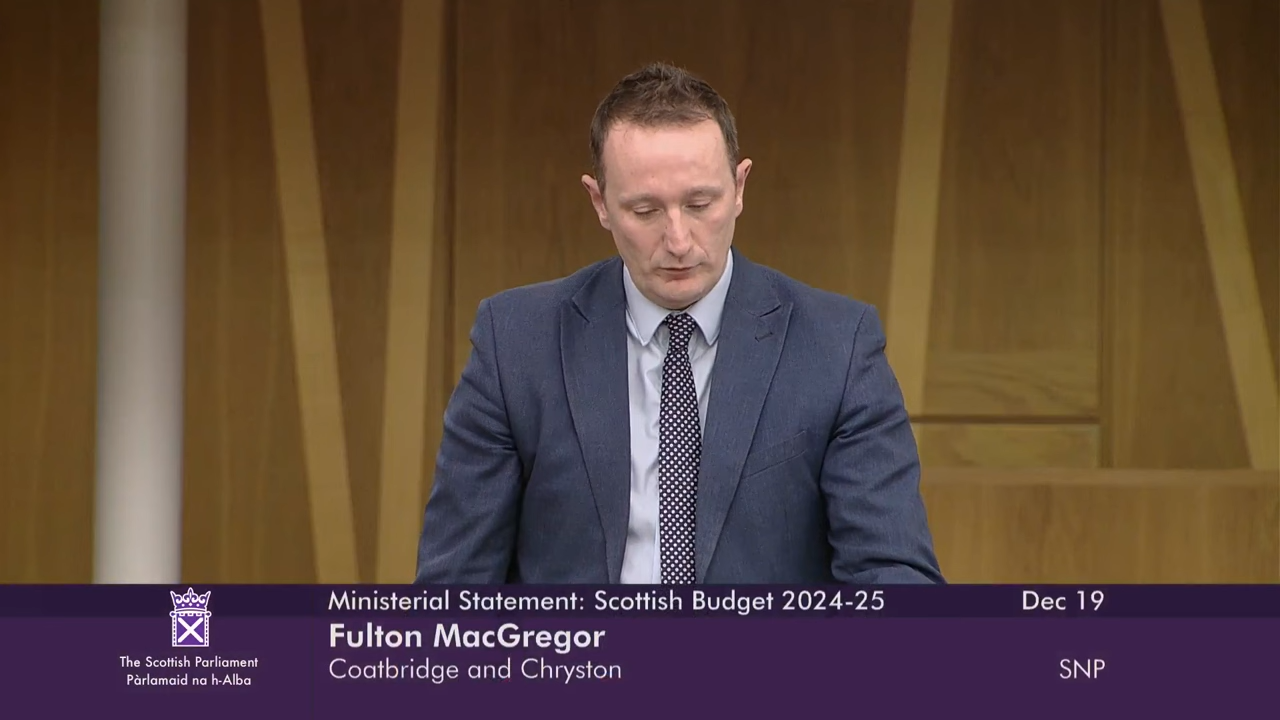 Ministerial Statement: Scottish Budget 2024-25 Dec 19
Fulton MacGregor
Coatbridge and Chryston SNP
The Scottish Parliament
Pàrlamaid na h-Alba